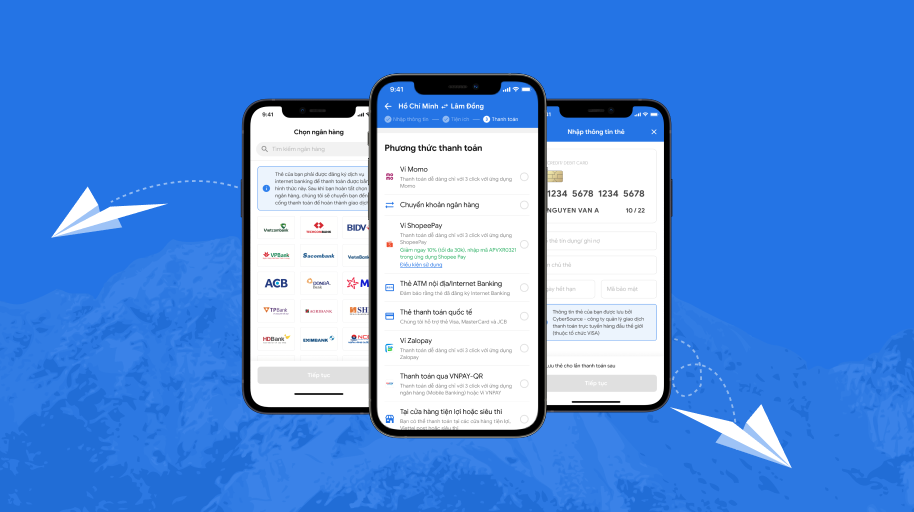 9:41
Chọn ngân hàng
Tìm kiếm ngân hàng
Thẻ của bạn phải được đăng ký dịch vụ
Internet banking để thanh toán được bằng
hình thức này. Sau khi bạn hoàn tất chọn
ngân hàng, chúng tôi sẽ chuyển bạn đến
cổng thanh toán để hoàn thành giao dịch
Vietcombank
TECHCOMBANK
BIDV
VPBank
Sacombank
VietinBank
ACB
DONGA Bank
M
TPBank
AGRIBANK
SH
HDBank
EXIMBANK
NC
Tiếp tục
9:41
Hồ Chí Minh ⇄ Lâm Đồng
Nhập thông tin — Tiện ích — 3 Thanh toán
Phương thức thanh toán
Ví Momo
Thanh toán dễ dàng chỉ với 3 click với ứng dụng
Momo
Chuyển khoản ngân hàng
Ví ShopeePay
Thanh toán dễ dàng chỉ với 3 click với ứng dụng
ShopeePay
Giảm ngay 10% (tối đa 30k), nhập mã APVXR0321
trong ứng dụng Shopee Pay
Điều kiện sử dụng
Thẻ ATM nội địa/Internet Banking
Đảm bảo rằng thẻ đã đăng ký Internet Banking
Thẻ thanh toán quốc tế
Chúng tôi hỗ trợ thẻ Visa, MasterCard và JCB
Ví Zalopay
Thanh toán dễ dàng chỉ với 3 click với ứng dụng
Zalopay
Thanh toán qua VNPAY-QR
Thanh toán dễ dàng chỉ với 3 click với ứng dụng
ngân hàng (Mobile Banking) hoặc Ví VNPAY
Tại cửa hàng tiện lợi hoặc siêu thị
Bạn có thể thanh toán tại các cửa hàng tiện lợi,
Viettel post hoặc siêu thị
Nhập thông tin thẻ
1234 5678 1234 5678
NGUYEN VAN A 10 / 22
thẻ tín dụng/ ghi nợ
chủ thẻ
hết hạn
Mã bảo mật
Thông tin thẻ của bạn được lưu bởi
CyberSource - công ty quản lý giao dịch
thanh toán trực tuyến hàng đầu thế giới
(thuộc tổ chức VISA)
Lưu thẻ cho lần thanh toán sau
Tiếp tục